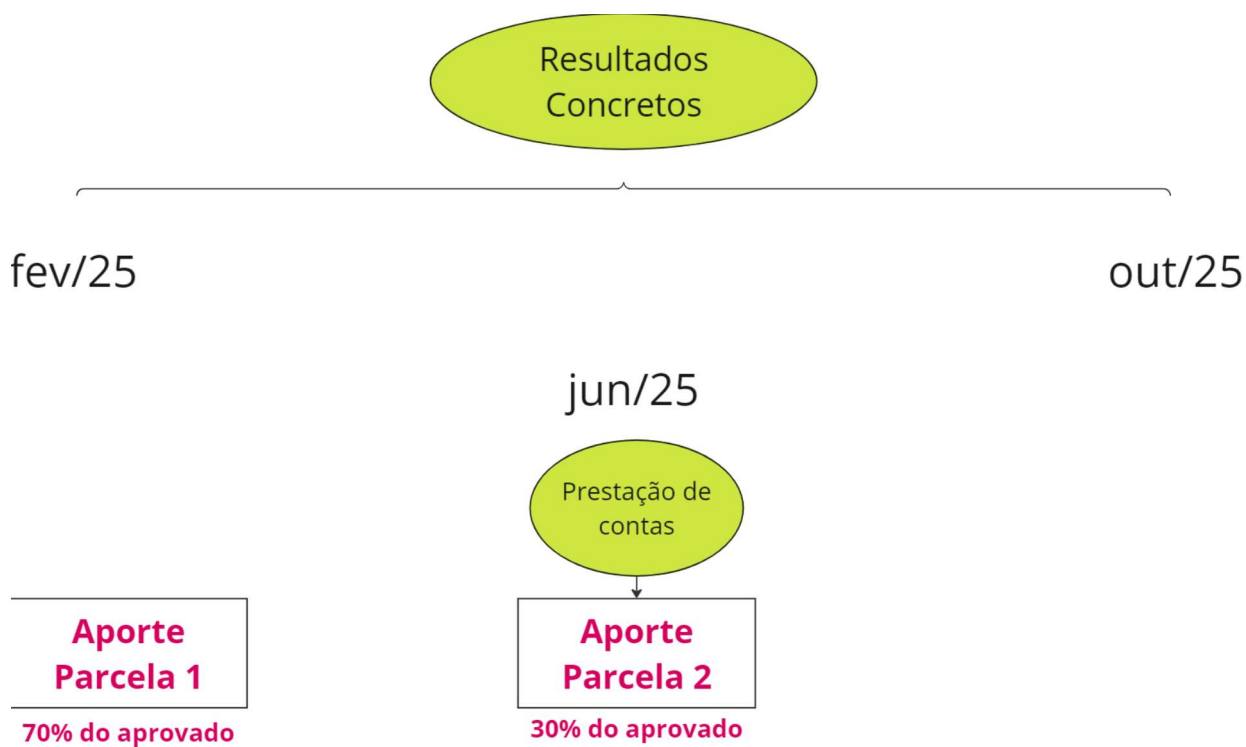 Resultados
Concretos
fev/25
out/25
jun/25
Prestação de
contas
Aporte
Parcela 1
70% do aprovado
Aporte
Parcela 2
30% do aprovado